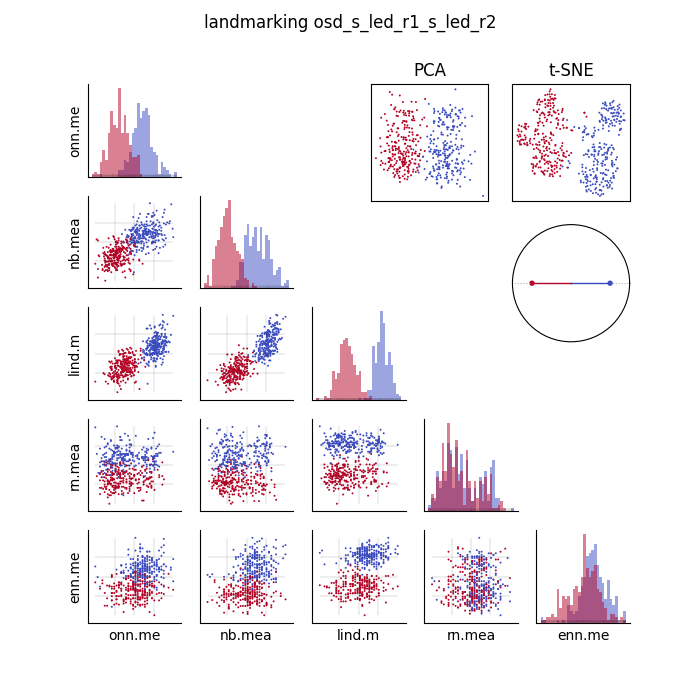 landmarking osd_s_led_r1_s_led_r2
PCA
t-SNE
onn.me
nb.mea
lind.m
m.mea
enn.me
onn.me
nb.mea
lind.m
rn.mea
enn.me